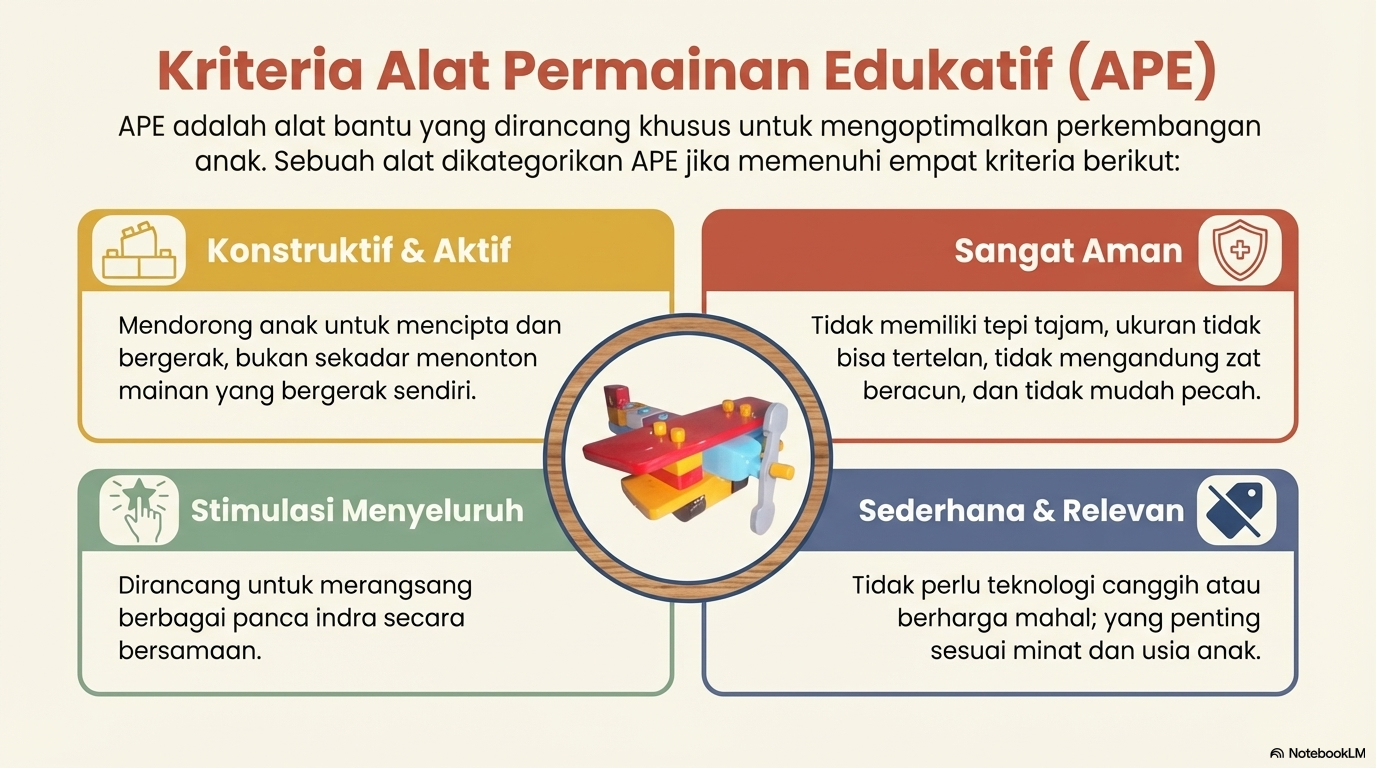 Kriteria Alat Permainan Edukatif (APE)
APE adalah alat bantu yang dirancang khusus untuk mengoptimalkan perkembangan
anak. Sebuah alat dikategorikan APE jika memenuhi empat kriteria berikut:
Konstruktif & Aktif
Mendorong anak untuk mencipta dan
bergerak, bukan sekadar menonton
mainan yang bergerak sendiri.
Sangat Aman
Tidak memiliki tepi tajam, ukuran tidak
bisa tertelan, tidak mengandung zat
beracun, dan tidak mudah pecah.
Stimulasi Menyeluruh
Dirancang untuk merangsang
berbagai panca indra secara
bersamaan.
Sederhana & Relevan
Tidak perlu teknologi canggih atau
berharga mahal; yang penting
sesuai minat dan usia anak.
NotebookLM